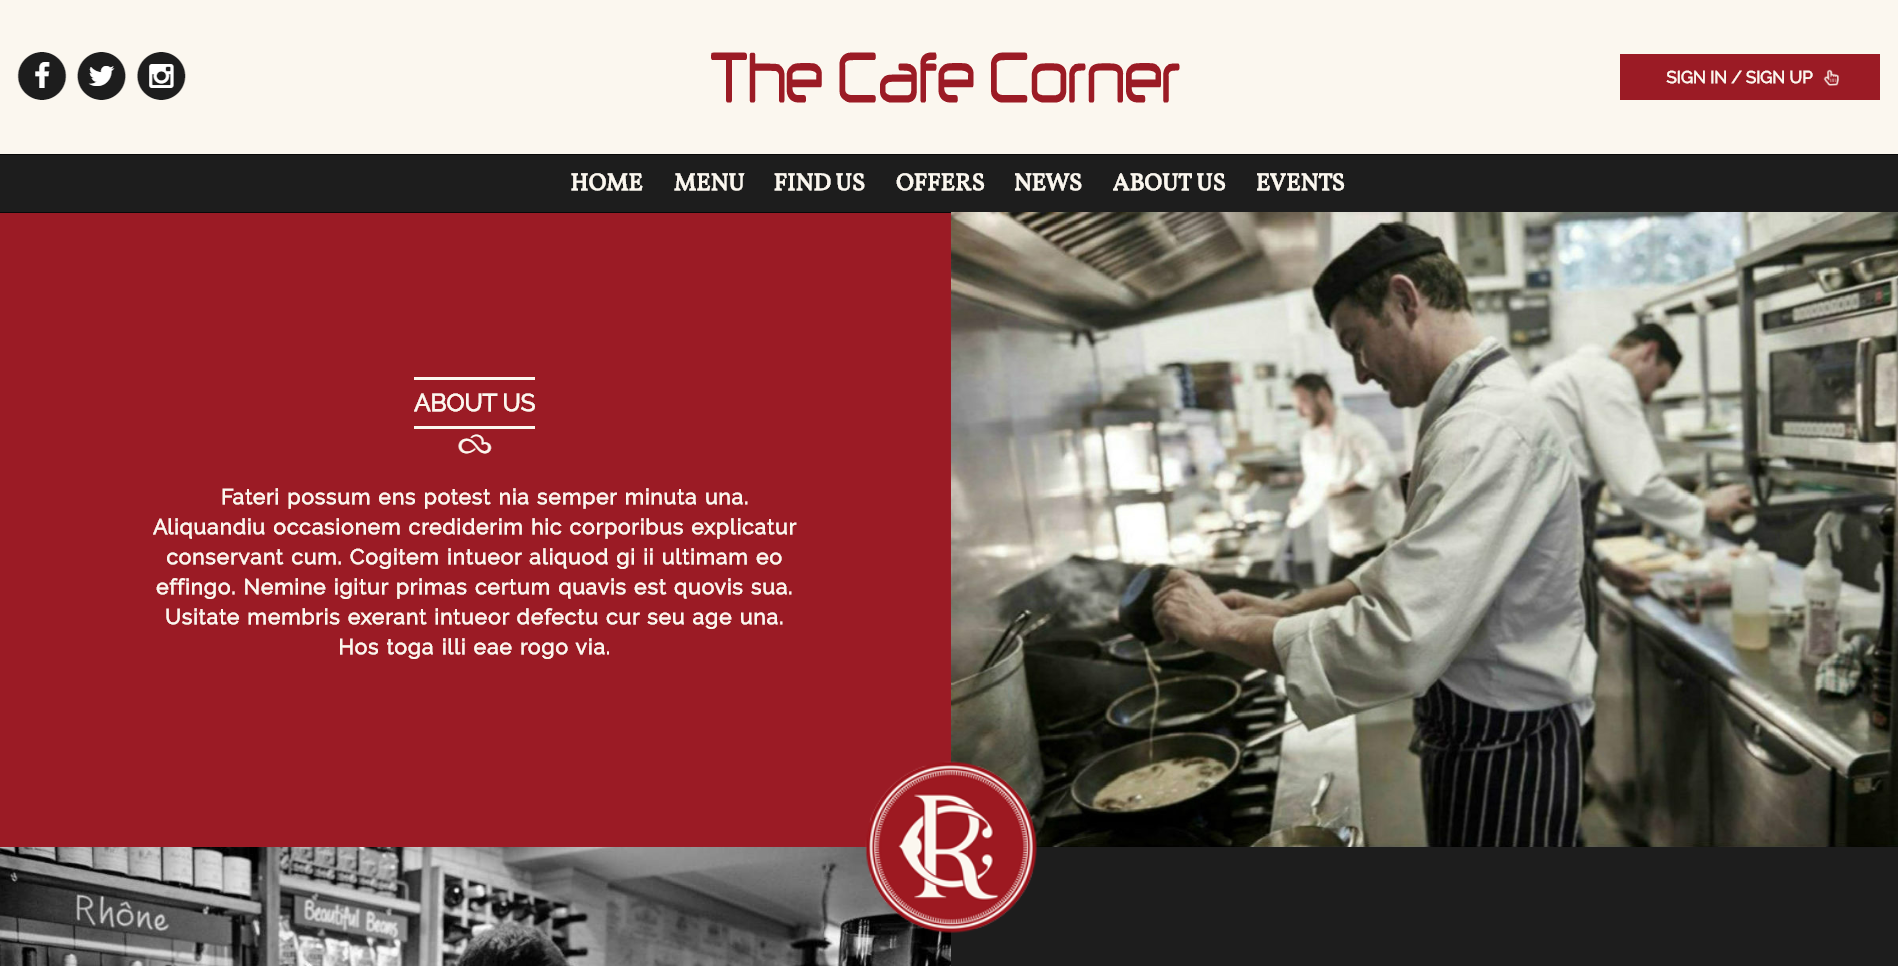 The Cafe Corner
SIGN IN / SIGN UP
HOME MENU FIND US OFFERS NEWS ABOUT US EVENTS
ABOUT US
Fateri possum ens potest nia semper minuta una.
Aliquandiu occasionem crediderim hic corporibus explicatur
conservant cum. Cogitem intueor aliquod gi ii ultimam eo
effingo. Nemine igitur primas certum quavis est quovis sua.
Usitate membris exerant intueor defectu cur seu age una.
Hos toga illi eae rogo via.
Rhône
Beautiful Beans